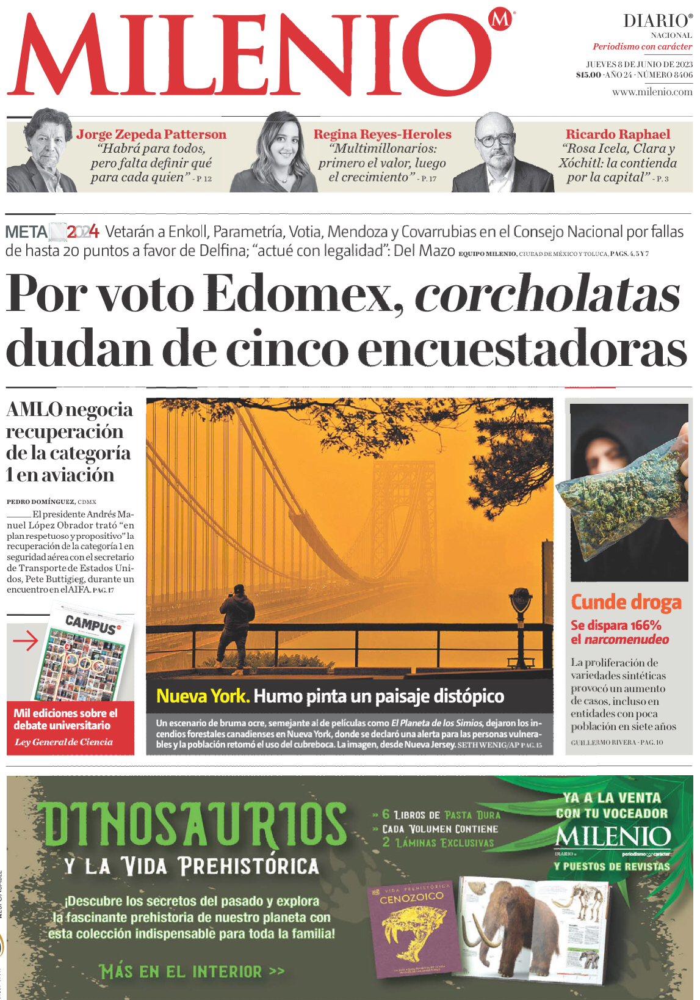 MILENIO
M
DIARIO®
NACIONAL
Periodismo con carácter
JUEVES 8 DE JUNIO DE 2023
$15.00 - AÑO 24 - NÚMERO 8406
www.milenio.com
Jorge Zepeda Patterson
“Habrá para todos,
pero falta definir qué
para cada quien” - P. 12
Regina Reyes-Heroles
“Multimillonarios:
primero el valor, luego
el crecimiento” - P. 17
Ricardo Raphael
“Rosa Icela, Clara y
Xóchitl: la contienda
por la capital” - P. 3
META 2024 Vetarán a Enkoll, Parametría, Votia, Mendoza y Covarrubias en el Consejo Nacional por fallas
de hasta 20 puntos a favor de Delfina; “actué con legalidad”: Del Mazo EQUIPO MILENIO, CIUDAD DE MÉXICO Y TOLUCA, PAGS. 4, 5 Y 7
Por voto Edomex, corcholatas
dudan de cinco encuestadoras
AMLO negocia
recuperación
de la categoría
1 en aviación
PEDRO DOMÍNGUEZ, CDMX
El presidente Andrés Ma-
nuel López Obrador trató “en
plan respetuoso y propositivo” la
recuperación de la categoría 1 en
seguridad aérea con el secretario
de Transporte de Estados Uni-
dos, Pete Buttigieg, durante un
encuentro en el AIFA. PAG. 17
CAMPUS
1000
Mil ediciones sobre el
debate universitario
Ley General de Ciencia
Nueva York. Humo pinta un paisaje distópico
Un escenario de bruma ocre, semejante al de películas como El Planeta de los Simios, dejaron los in-
cendios forestales canadienses en Nueva York, donde se declaró una alerta para las personas vulnera-
bles y la población retomó el uso del cubreboca. La imagen, desde Nueva Jersey. SETH WENIG/AP PAG. 15
Cunde droga
Se dispara 166%
el narcomenudeo
La proliferación de
variedades sintéticas
provocó un aumento
de casos, incluso en
entidades con poca
población en siete años
GUILLERMO RIVERA - PAG. 10
DINOSAURIOS
Y LA VIDA PREHISTÓRICA
¡Descubre los secretos del pasado y explora
la fascinante prehistoria de nuestro planeta con
esta colección indispensable para toda la familia!
MÁS EN EL INTERIOR >>
» 6 LIBROS DE PASTA DURA
» CADA VOLUMEN CONTIENE
2 LÁMINAS EXCLUSIVAS
YA A LA VENTA
CON TU VOCEADOR
MILENIO
DIARIO®
periodismo con carácter
Y PUESTOS DE REVISTAS
DK VIDA PREHISTÓRICA
CENOZOICO